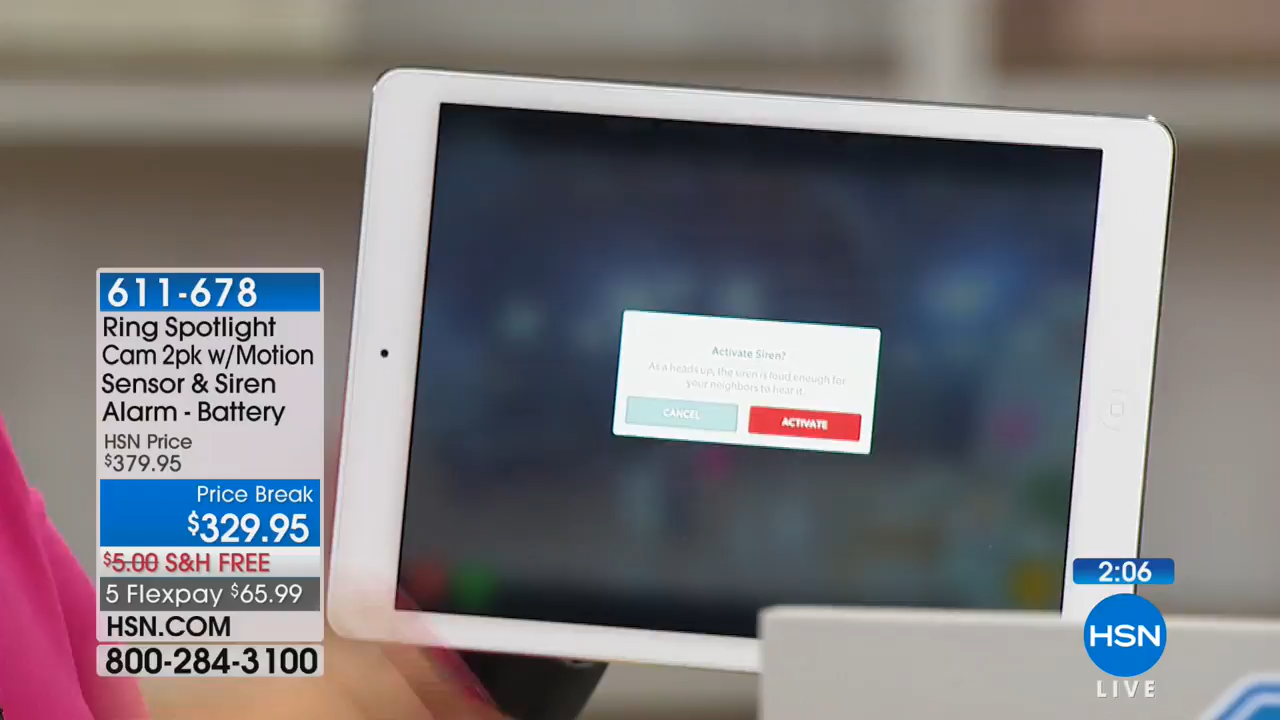 611-678
Ring Spotlight
Cam 2pk w/Motion
Sensor & Siren
Alarm - Battery
HSN Price
$379.95
Price Break
$329.95
$5.00 S&H FREE
5 Flexpay $65.99
HSN.COM
800-284-3100
Activate Siren?
As a heads up, the siren is loud enough for
your neighbors to hear it.
CANCEL
ACTIVATE
2:06
HSN
LIVE